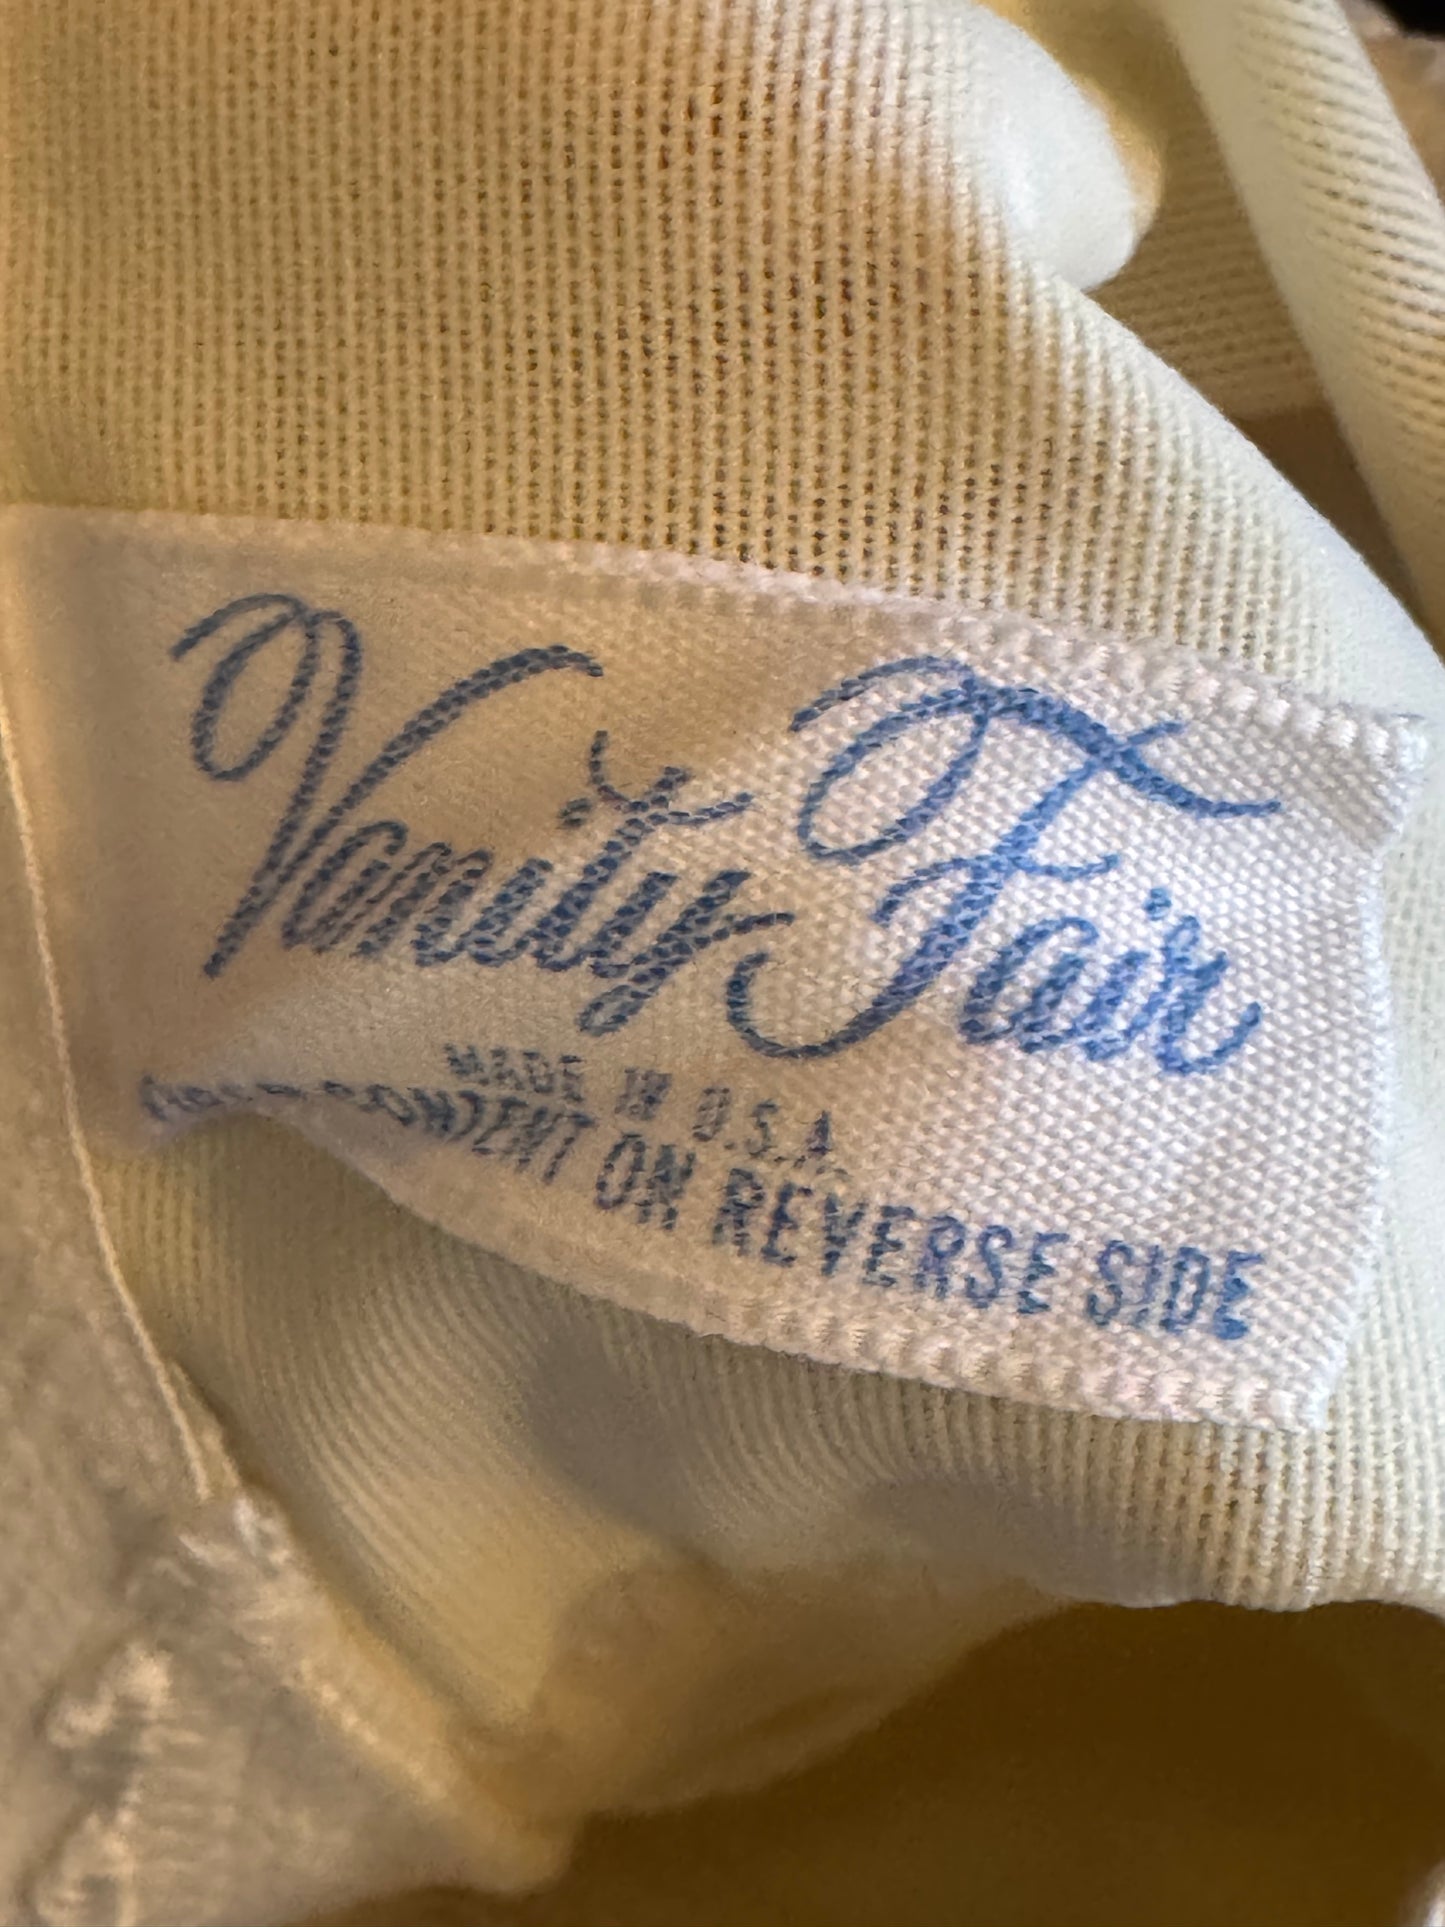 Vanity Fair
MADE IN U.S.A.
CONTENT ON REVERSE SIDE